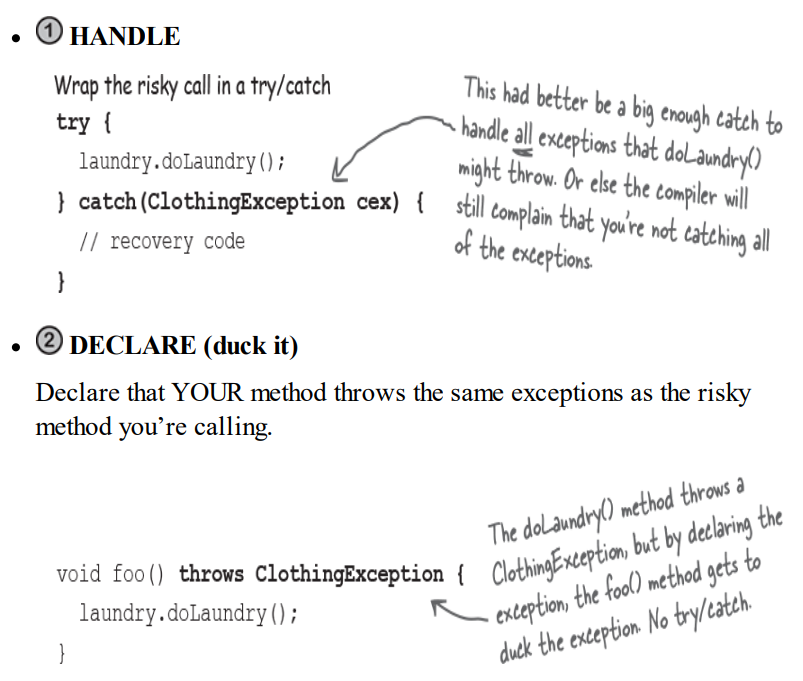 • ① HANDLE
Wrap the risky call in a try/catch
try {
laundry.doLaundry();
} catch(ClothingException cex) {
// recovery code
}
This had better be a big enough catch to
handle all exceptions that doLaundry()
might throw. Or else the compiler will
still complain that you're not catching all
of the exceptions.
• ② DECLARE (duck it)
Declare that YOUR method throws the same exceptions as the risky
method you’re calling.
void foo() throws ClothingException {
laundry.doLaundry();
}
The doLaundry() method throws a
ClothingException, but by declaring the
exception, the foo() method gets to
duck the exception. No try/catch.